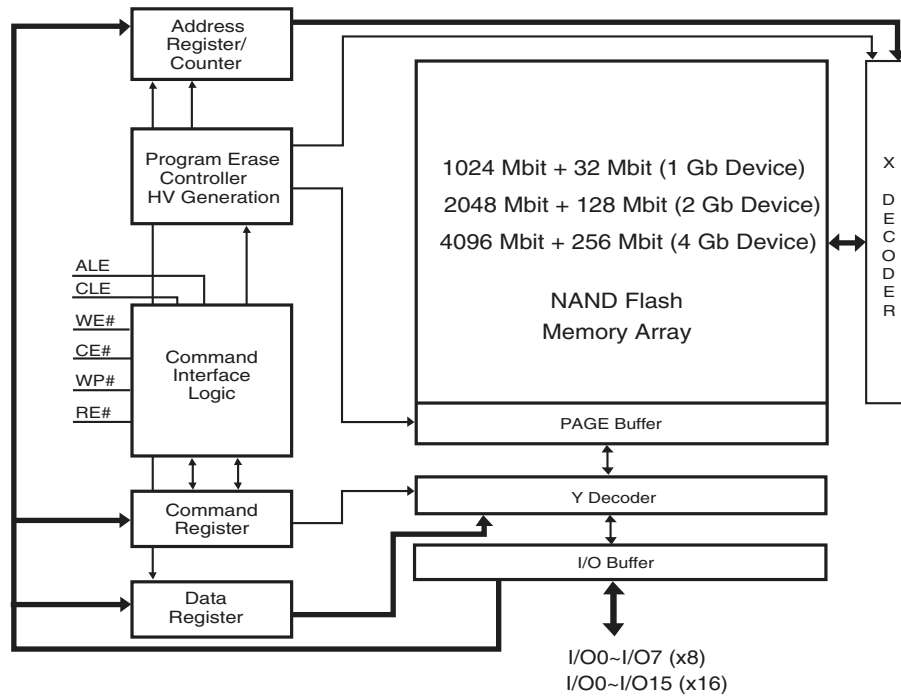 Address
Register/
Counter
Program Erase
Controller
HV Generation
ALE
CLE
WE#
CE#
WP#
RE#
Command
Interface
Logic
Command
Register
Data
Register
1024 Mbit + 32 Mbit (1 Gb Device)
2048 Mbit + 128 Mbit (2 Gb Device)
4096 Mbit + 256 Mbit (4 Gb Device)
NAND Flash
Memory Array
PAGE Buffer
Y Decoder
I/O Buffer
I/O0~I/O7 (x8)
I/O0~I/O15 (x16)
X DECODER